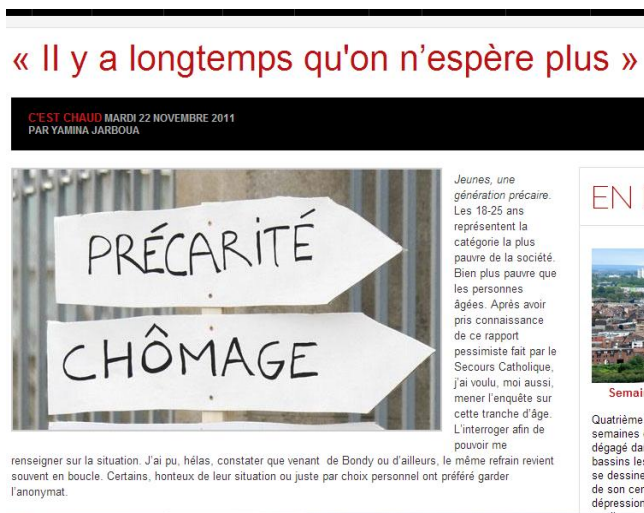 « Il y a longtemps qu'on n’espère plus »
C'EST CHAUD MARDI 22 NOVEMBRE 2011
PAR YAMINA JARBOUA
PRÉCARITÉ
CHÔMAGE
Jeunes, une
génération précaire.
Les 18-25 ans
représentent la
catégorie la plus
pauvre de la société.
Bien plus pauvre que
les personnes
âgées. Après avoir
pris connaissance
de ce rapport
pessimiste fait par le
Secours Catholique,
j'ai voulu, moi aussi,
mener l'enquête sur
cette tranche d'âge.
L'interroger afin de
pouvoir me
renseigner sur la situation. J'ai pu, hélas, constater que venant de Bondy ou d'ailleurs, le même refrain revient
souvent en boucle. Certains, honteux de leur situation ou juste par choix personnel ont préféré garder
l'anonymat.
EN
Quatrième
semaines
dégagé
bassins les
se dessine
de son
dépression